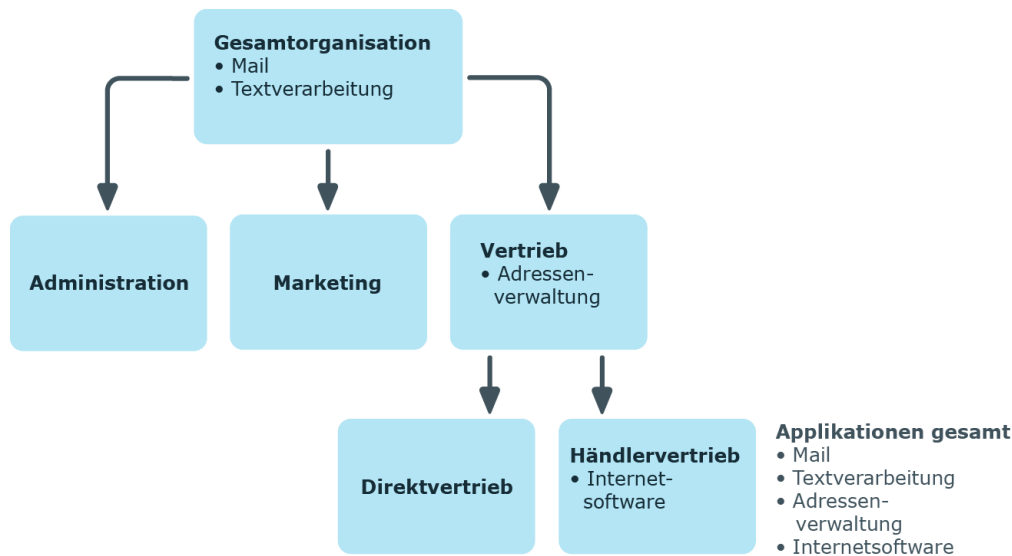 Gesamtorganisation
• Mail
• Textverarbeitung
Administration
Marketing
Vertrieb
• Adressen-
verwaltung
Direktvertrieb
Händlervertrieb
• Internet-
software
Applikationen gesamt
• Mail
• Textverarbeitung
• Adressen-
verwaltung
• Internetsoftware